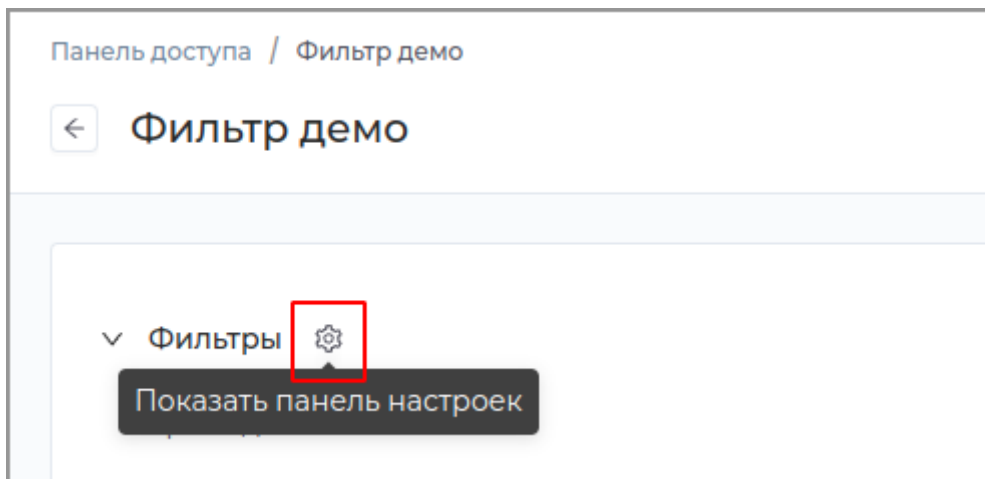 Панель доступа / Фильтр демо
Фильтр демо
Фильтры
Показать панель настроек